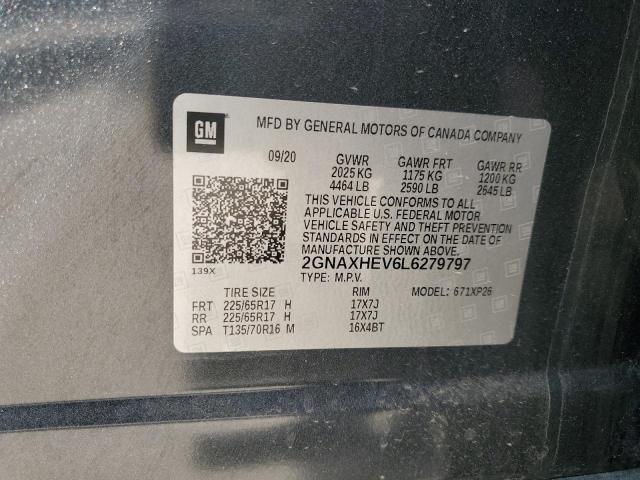 GM
MFD BY GENERAL MOTORS OF CANADA COMPANY
09/20 GVWR GAWR FRT GAWR RR
2025 KG 1175 KG 1200 KG
4464 LB 2590 LB 2645 LB
THIS VEHICLE CONFORMS TO ALL
APPLICABLE U.S. FEDERAL MOTOR
VEHICLE SAFETY AND THEFT PREVENTION
STANDARDS IN EFFECT ON THE DATE OF
MANUFACTURE SHOWN ABOVE.
139X 2GNAXHEV6L6279797
TYPE: M.P.V.
TIRE SIZE RIM MODEL: 671XP26
FRT 225/65R17 H 17X7J
RR 225/65R17 H 17X7J
SPA T135/70R16 M 16X4BT